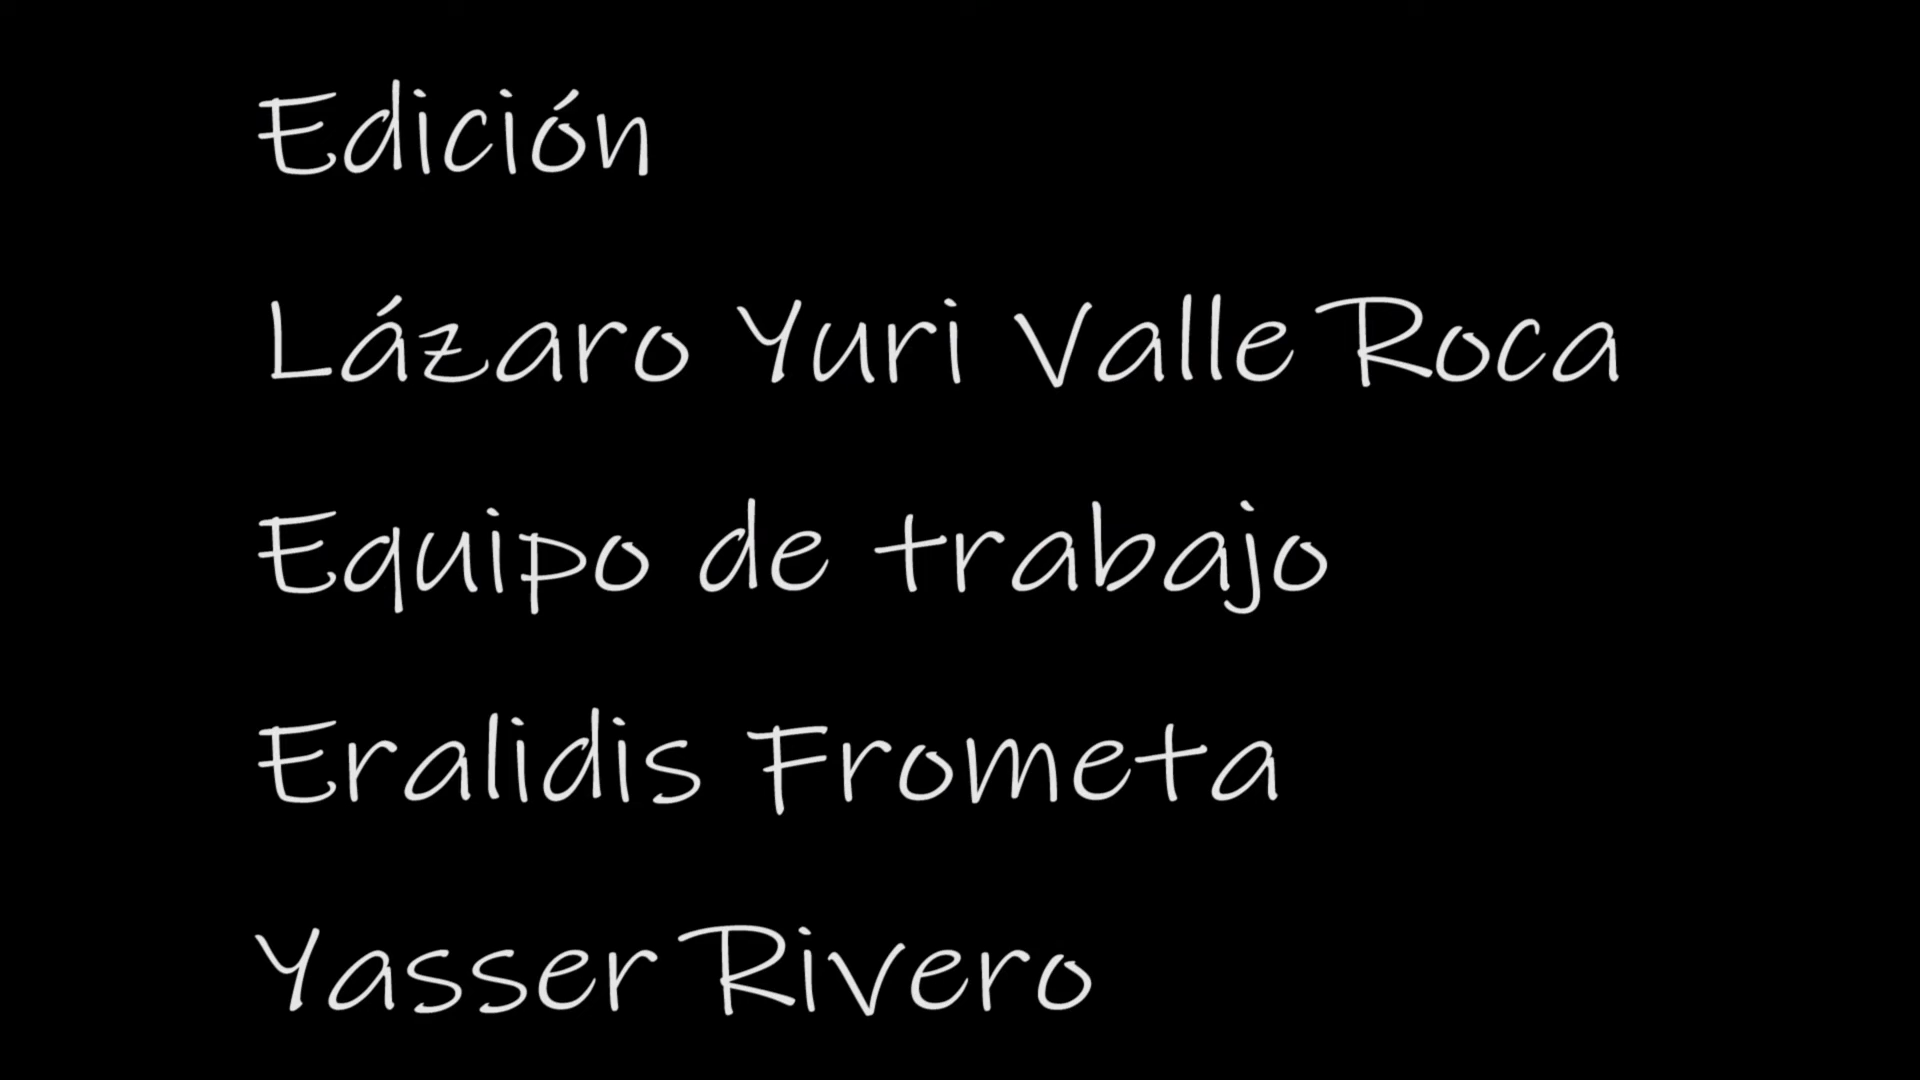 Edición
Lázaro Yuri Valle Roca
Equipo de trabajo
Eralidis Frometa
Yasser Rivero